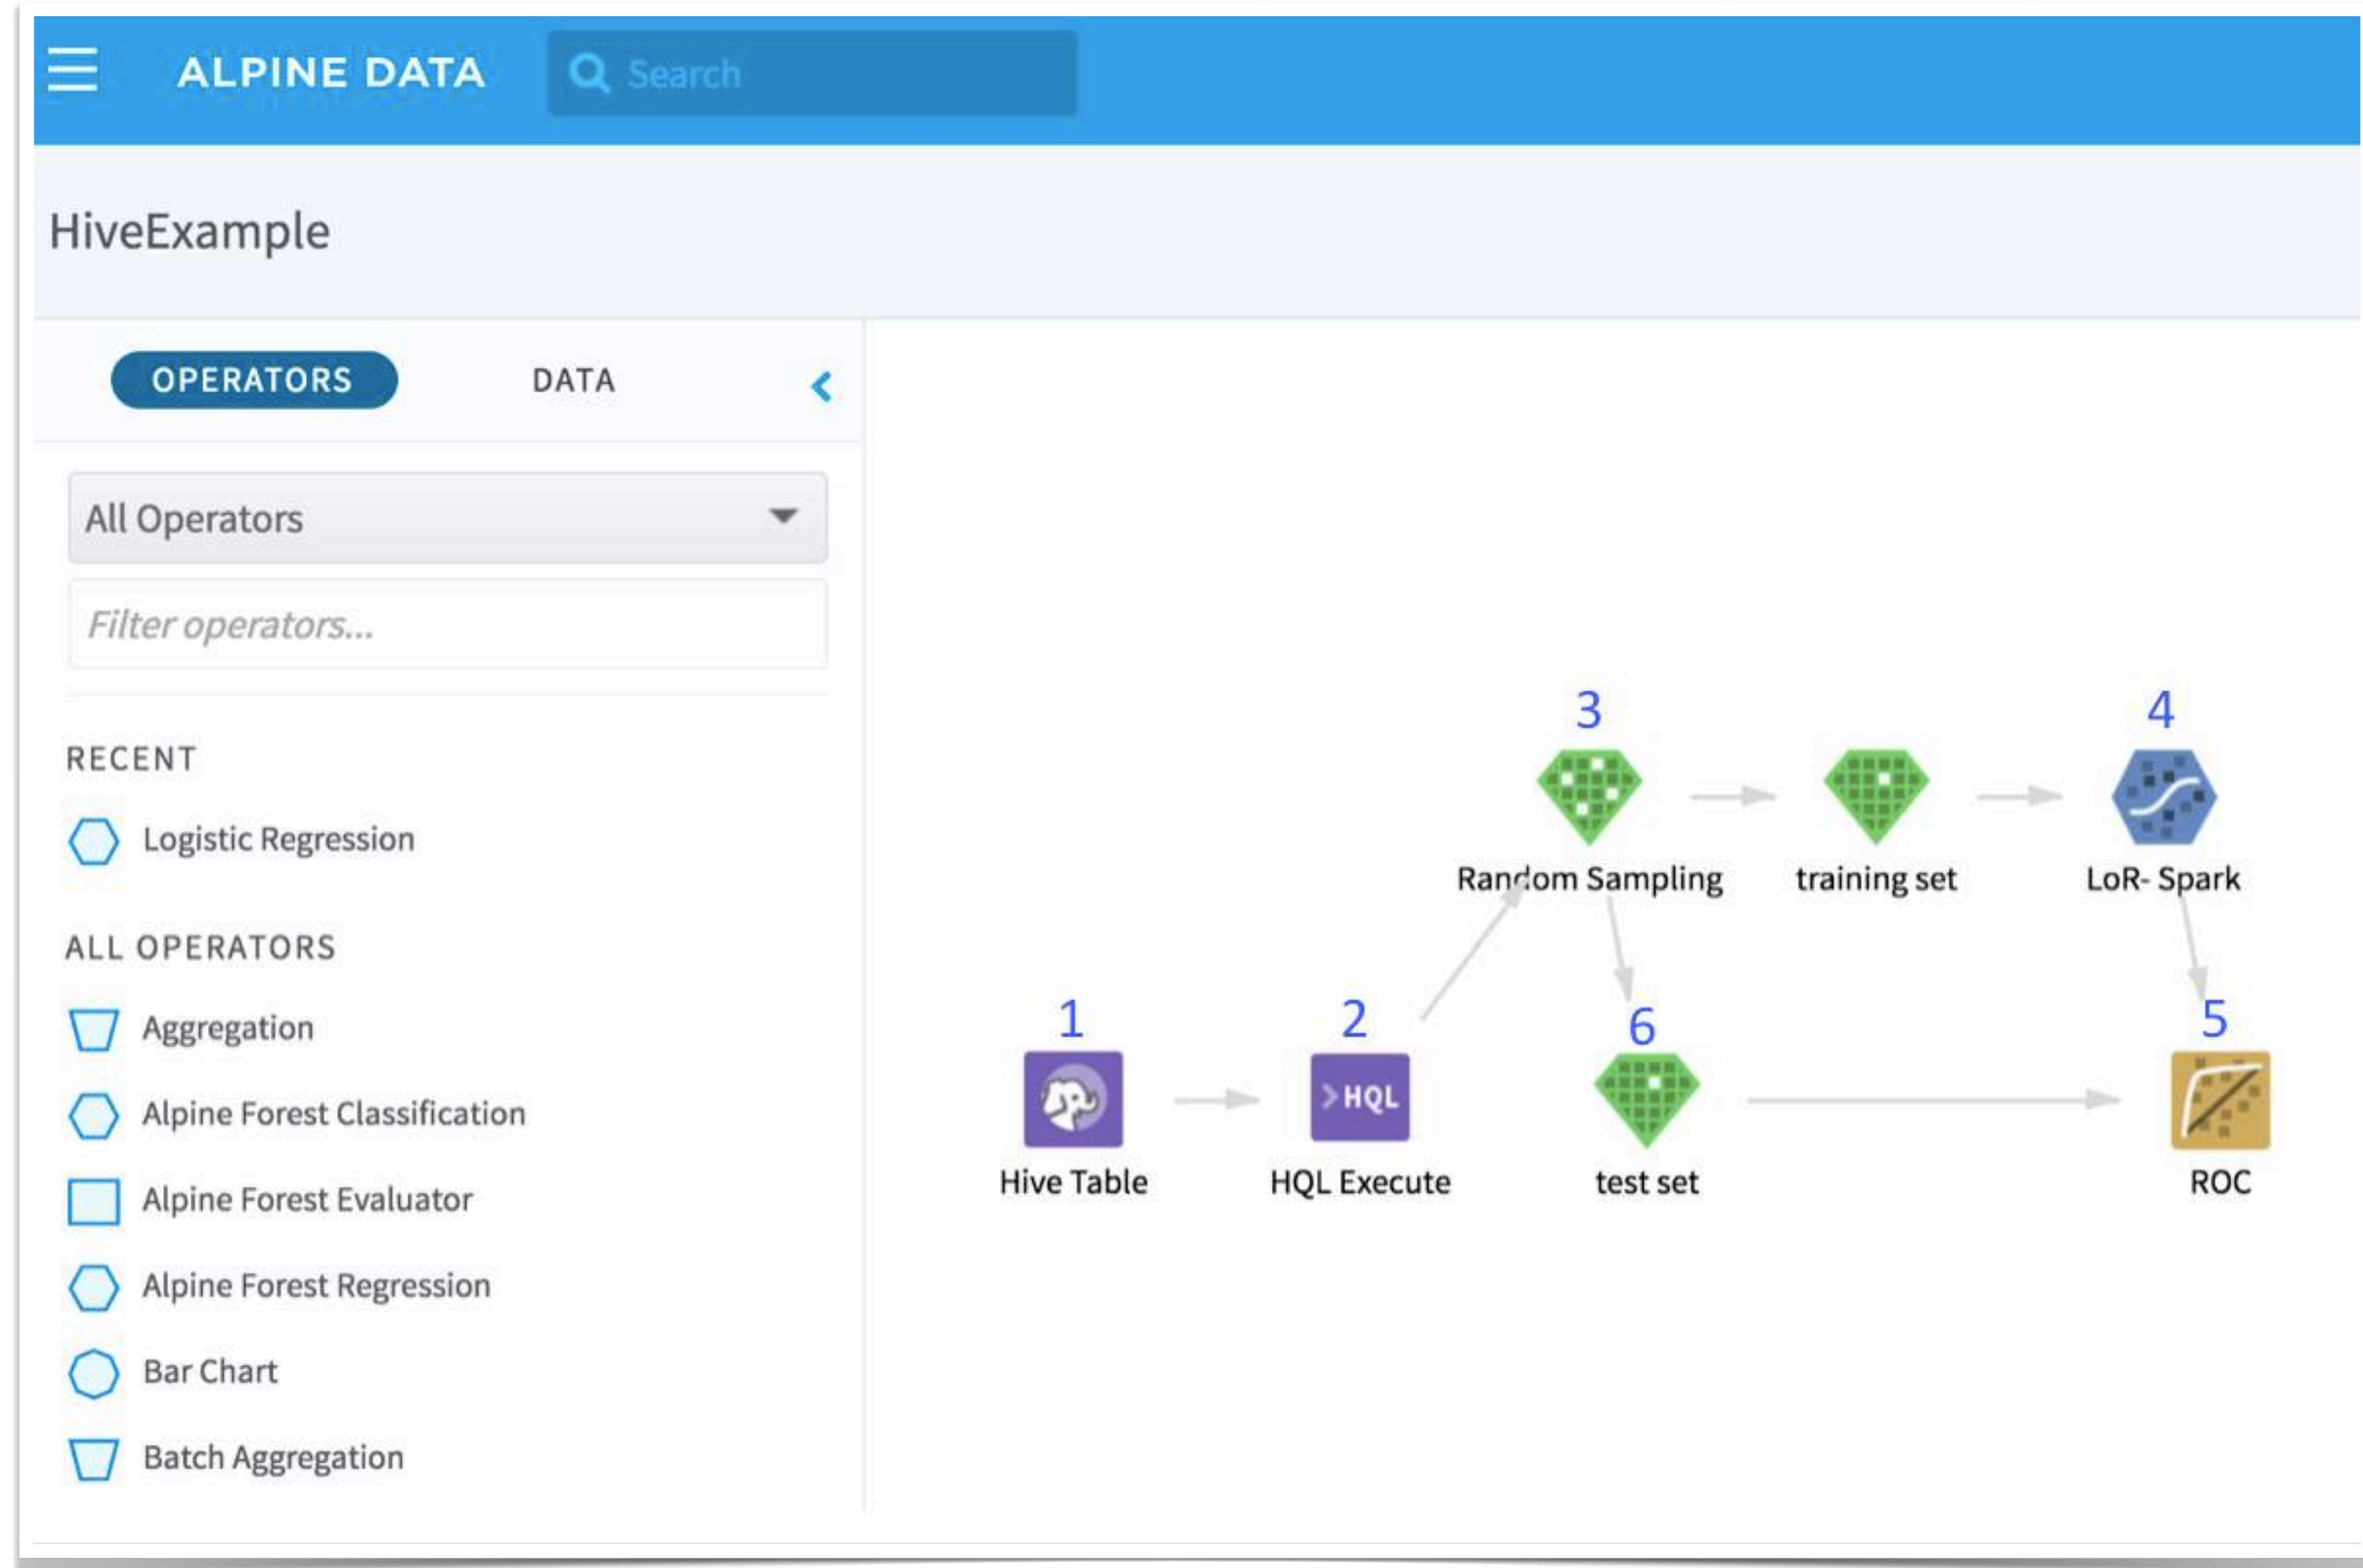 ALPINE DATA
Search
HiveExample
OPERATORS
DATA
All Operators
Filter operators...
RECENT
Logistic Regression
ALL OPERATORS
Aggregation
Alpine Forest Classification
Alpine Forest Evaluator
Alpine Forest Regression
Bar Chart
Batch Aggregation
3
4
Random Sampling
training set
LoR- Spark
1
2
6
5
>HQL
Hive Table
HQL Execute
test set
ROC